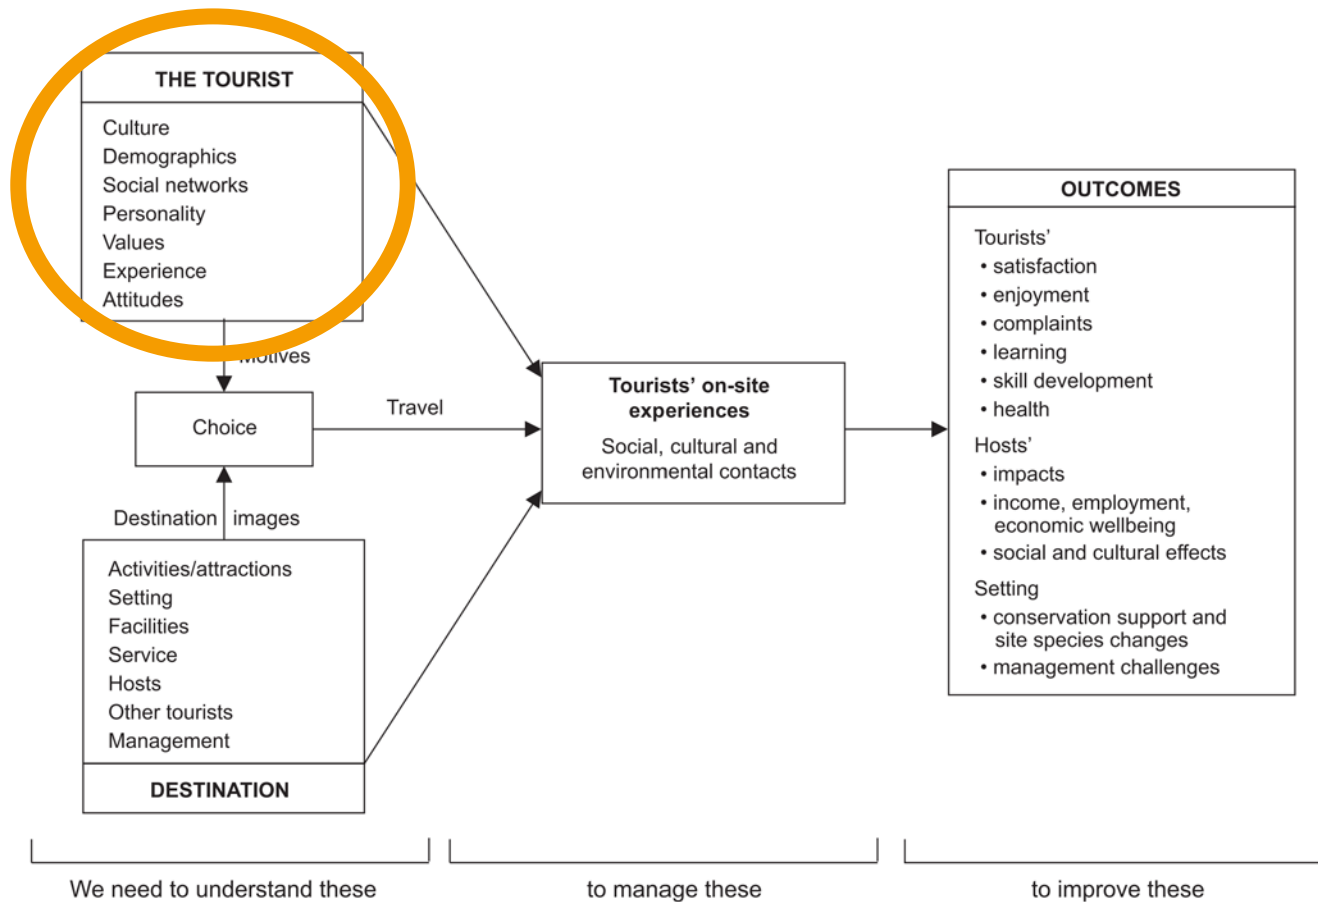 THE TOURIST
Culture
Demographics
Social networks
Personality
Values
Experience
Attitudes
Motives
Choice
Travel
Destination images
Activities/attractions
Setting
Facilities
Service
Hosts
Other tourists
Management
DESTINATION
Tourists' on-site
experiences
Social, cultural and
environmental contacts
OUTCOMES
Tourists'
• satisfaction
• enjoyment
• complaints
• learning
• skill development
• health
Hosts'
• impacts
• income, employment,
economic wellbeing
• social and cultural effects
Setting
• conservation support and
site species changes
• management challenges
We need to understand these
to manage these
to improve these